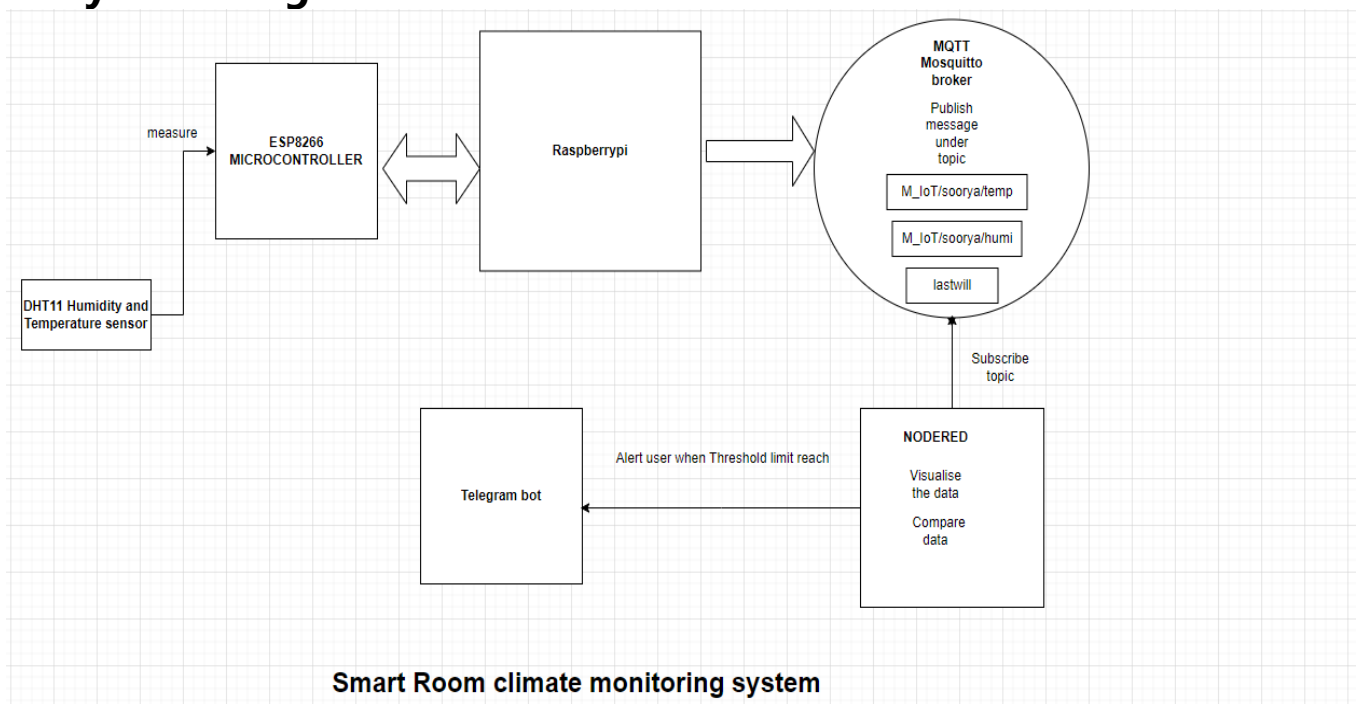 measure
ESP8266
MICROCONTROLLER
DHT11 Humidity and
Temperature sensor
Raspberrypi
MQTT
Mosquitto
broker
Publish
message
under
topic
M_IoT/soorya/temp
M_IoT/soorya/humi
lastwill
Subscribe
topic
NODERED
Visualise
the data
Compare
data
Alert user when Threshold limit reach
Telegram bot
Smart Room climate monitoring system